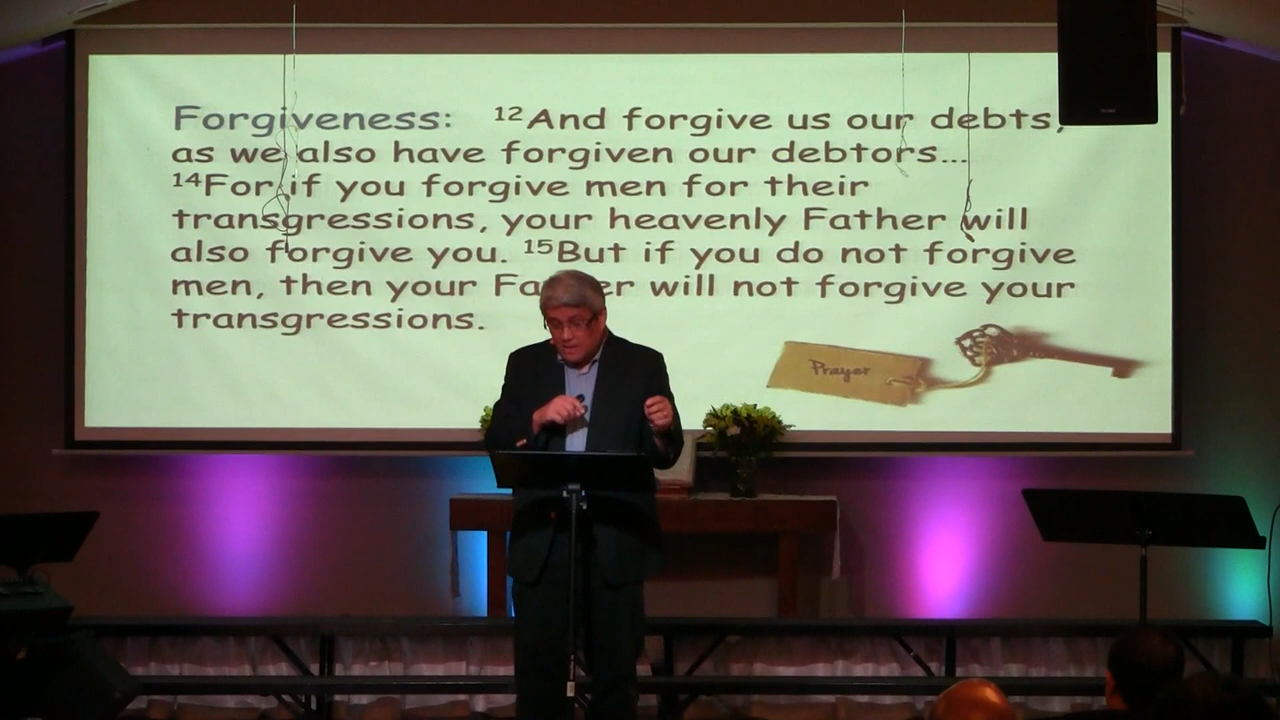 Forgiveness: ¹²And forgive us our debts,
as we also have forgiven our debtors...
¹⁴For if you forgive men for their
transgressions, your heavenly Father will
also forgive you. ¹⁵But if you do not forgive
men, then your Father will not forgive your
transgressions.
Prayer